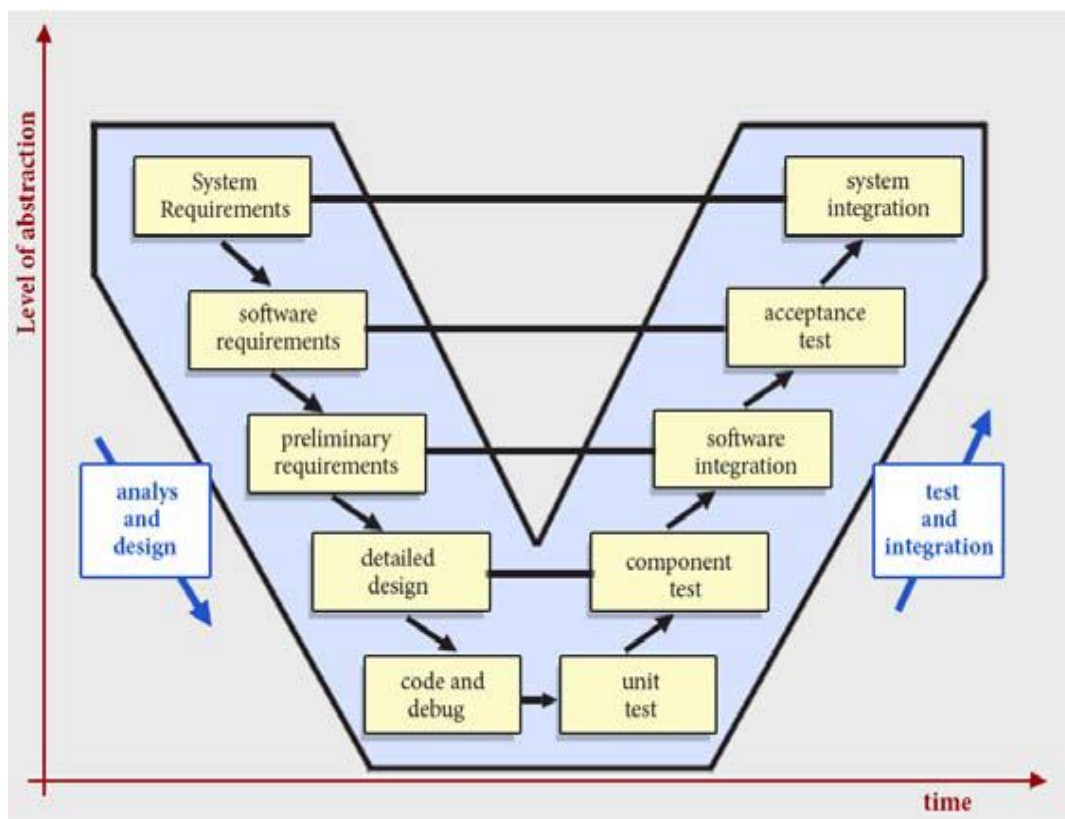 Level of abstraction
System
Requirements
system
integration
software
requirements
acceptance
test
preliminary
requirements
software
integration
analys
and
design
test
and
integration
detailed
design
component
test
code and
debug
unit
test
time